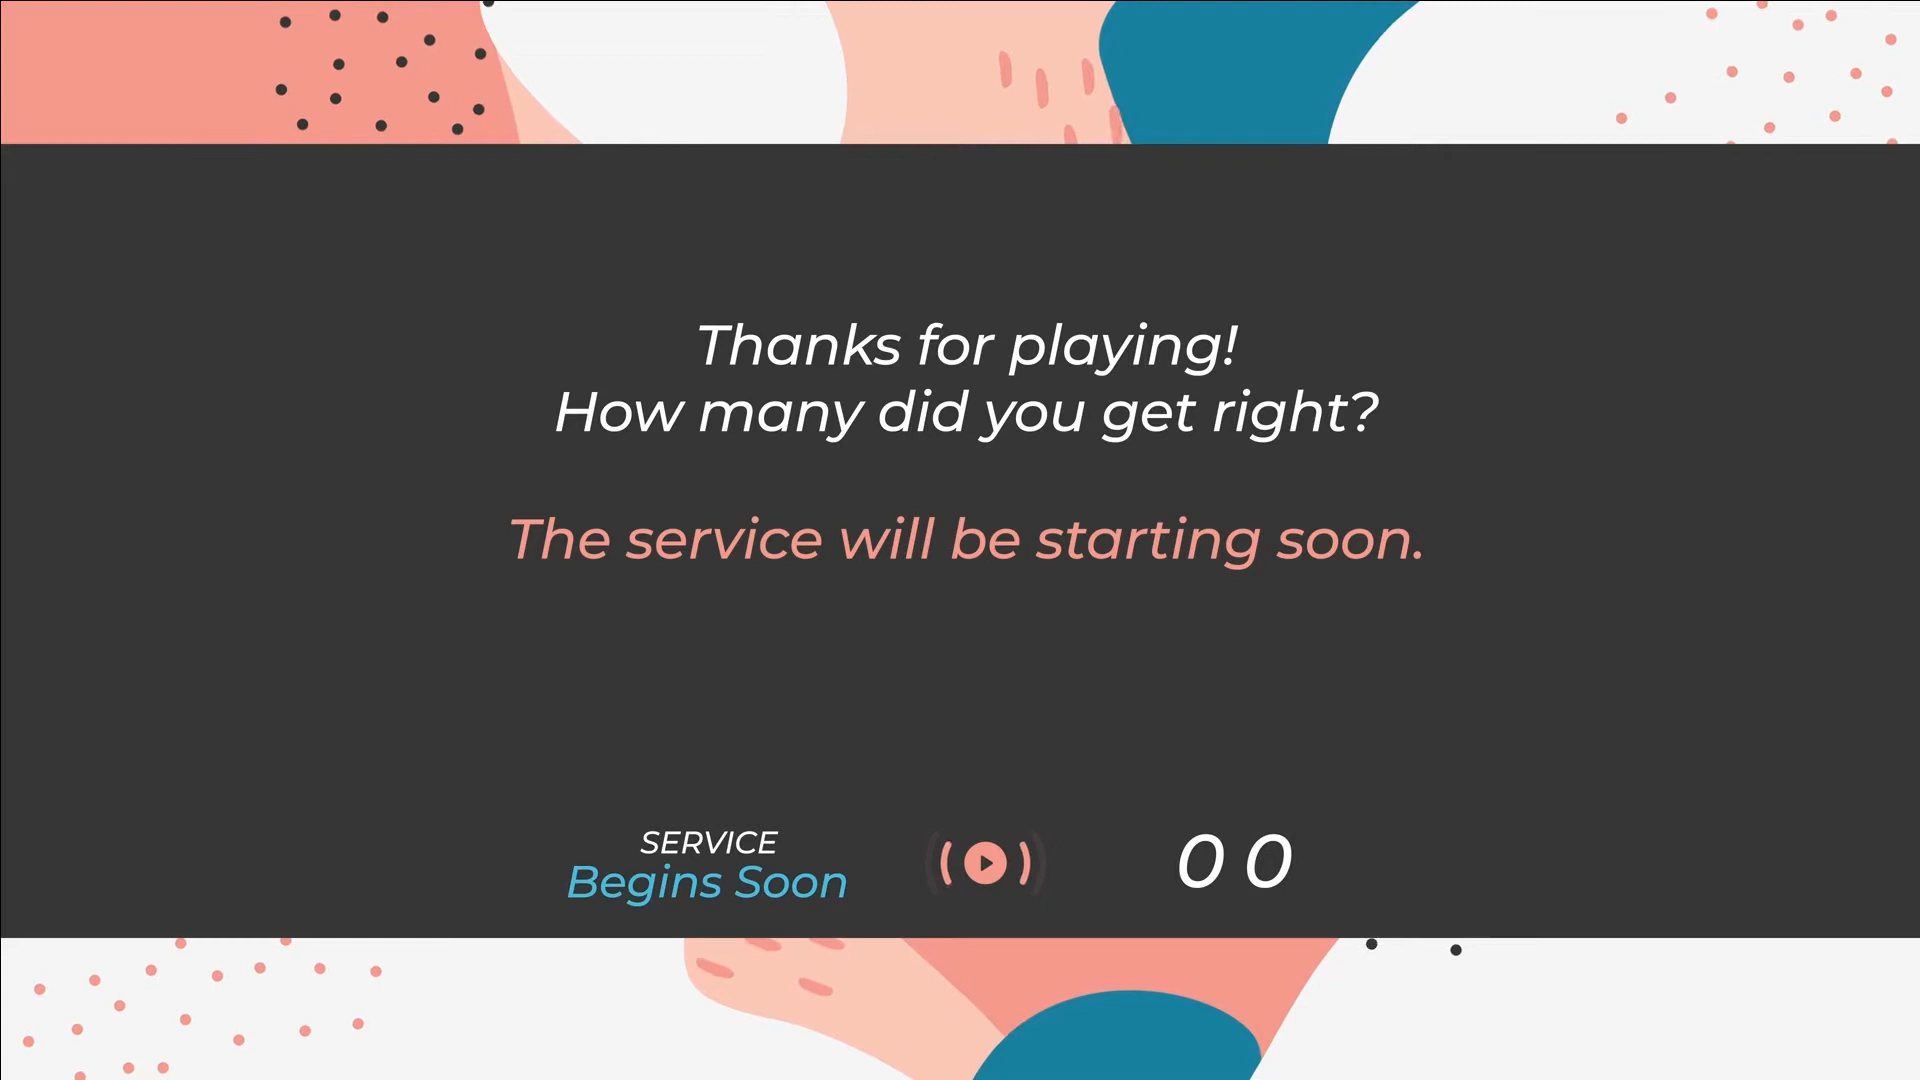 Thanks for playing!
How many did you get right?
The service will be starting soon.
SERVICE
Begins Soon
0 0